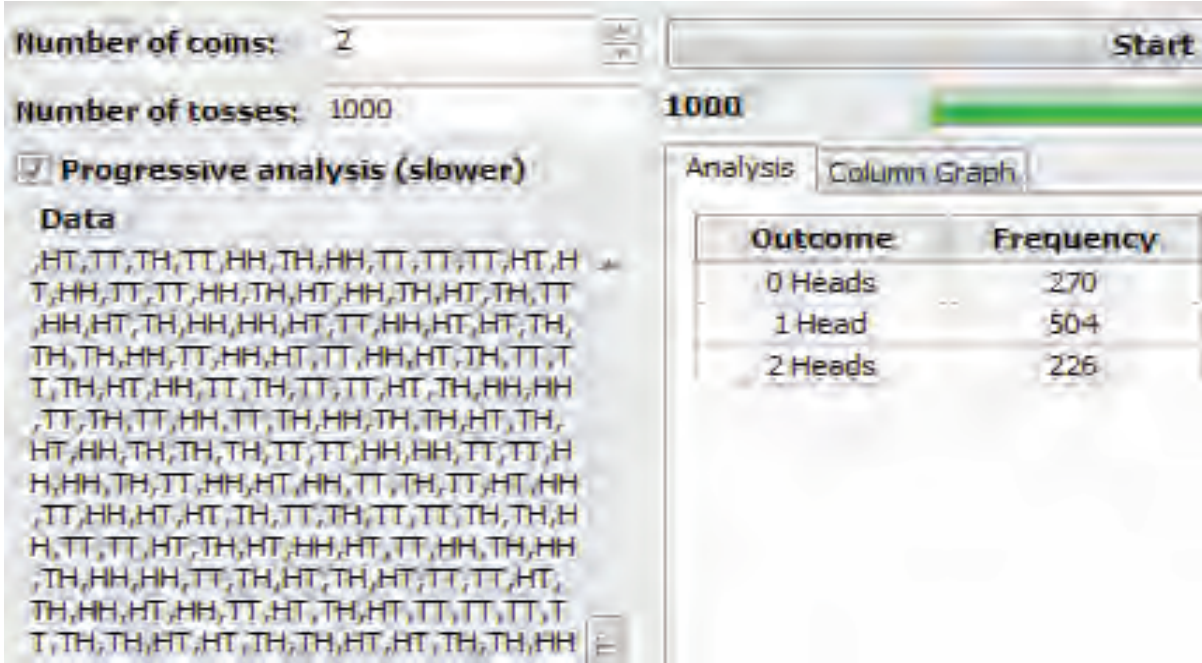 Number of coins: 2
Start
Number of tosses: 1000
1000
Progressive analysis (slower)
Analysis
Column Graph
Data
,HT,TT,TH,TT,HH,TH,HH,TT,TT,TT,HT,H
T,HH,TT,TT,HH,TH,HT,HH,TH,HT,TH,TT
,HH,HT,TH,HH,HH,HT,TT,HH,HT,HT,TH,
TH,TH,HH,TT,HH,HT,TT,HH,HT,TH,TT,T
T,TH,HT,HH,TT,TH,TT,TT,HT,TH,HH,HH
,TT,TH,TT,HH,TT,TH,HH,TH,TH,HT,TH,
HT,HH,TH,TH,TH,TT,TT,HH,HH,TT,TT,H
H,HH,TH,TT,HH,HT,HH,TT,TH,TT,HT,HH
,TT,HH,HT,HT,TH,TT,TH,TT,TT,TH,TH,H
H,TT,TT,HT,TH,HT,HH,HT,TT,HH,TH,HH
,TH,HH,HH,TT,TH,HT,TH,HT,TT,TT,HT,
TH,HH,HT,HH,TT,HT,TH,HT,TT,TT,TT,T
T,TH,TH,HT,HT,TH,TH,HT,HT,TH,TH,HH
Outcome Frequency
0 Heads 270
1 Head 504
2 Heads 226